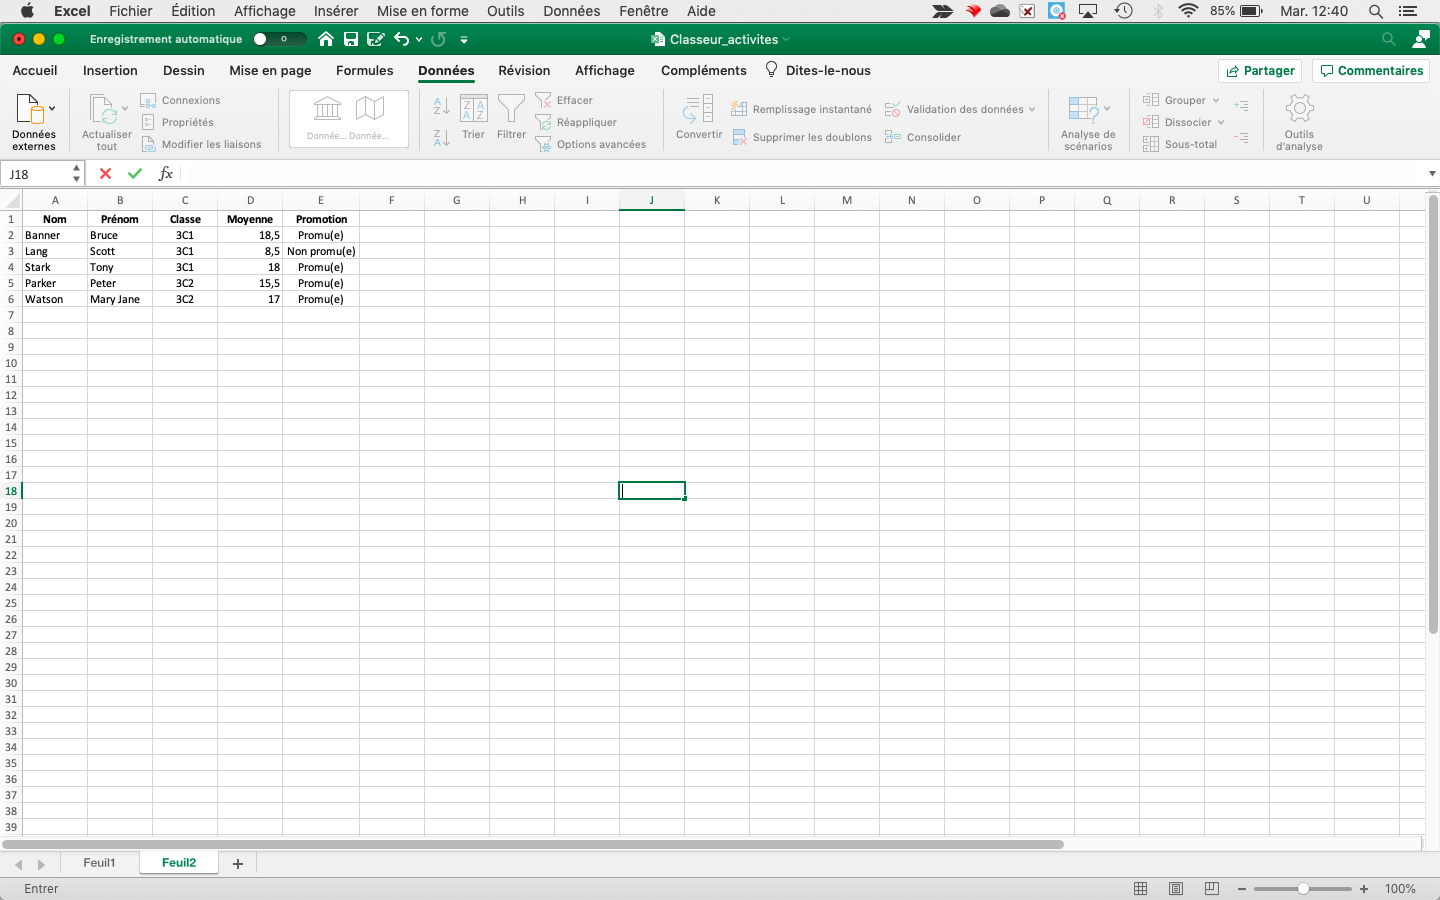 Excel Fichier Édition Affichage Insérer Mise en forme Outils Données Fenêtre Aide 85% Mar. 12:40
Enregistrement automatique Classeur_activites
Accueil Insertion Dessin Mise en page Formules Données Révision Affichage Compléments Dites-le-nous Partager Commentaires
Données externes
Actualiser tout
Connexions
Propriétés
Modifier les liaisons
Donnée... Donnée...
Trier
Filtrer
Effacer
Réappliquer
Options avancées
Convertir
Remplissage instantané
Supprimer les doublons
Validation des données
Consolider
Analyse de scénarios
Grouper
Dissocier
Sous-total
Outils d'analyse
J18 fx
A B C D E F G H I J K L M N O P Q R S T U
1 Nom Prénom Classe Moyenne Promotion
2 Banner Bruce 3C1 18,5 Promu(e)
3 Lang Scott 3C1 8,5 Non promu(e)
4 Stark Tony 3C1 18 Promu(e)
5 Parker Peter 3C2 15,5 Promu(e)
6 Watson Mary Jane 3C2 17 Promu(e)
7
8
9
10
11
12
13
14
15
16
17
18
19
20
21
22
23
24
25
26
27
28
29
30
31
32
33
34
35
36
37
38
39
Feuil1 Feuil2 +
Entrer 100%